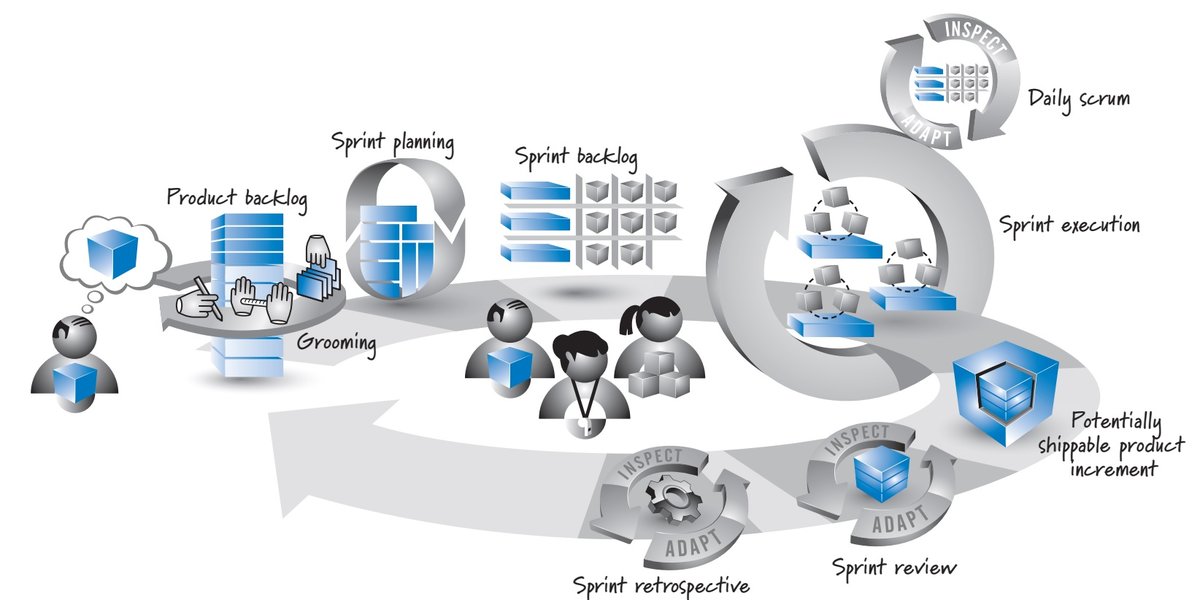 INSPECT
ADAPT
Daily scrum
Sprint planning
Sprint backlog
Product backlog
Sprint execution
Grooming
Potentially
shippable product
increment
INSPECT
ADAPT
Sprint review
INSPECT
ADAPT
Sprint retrospective